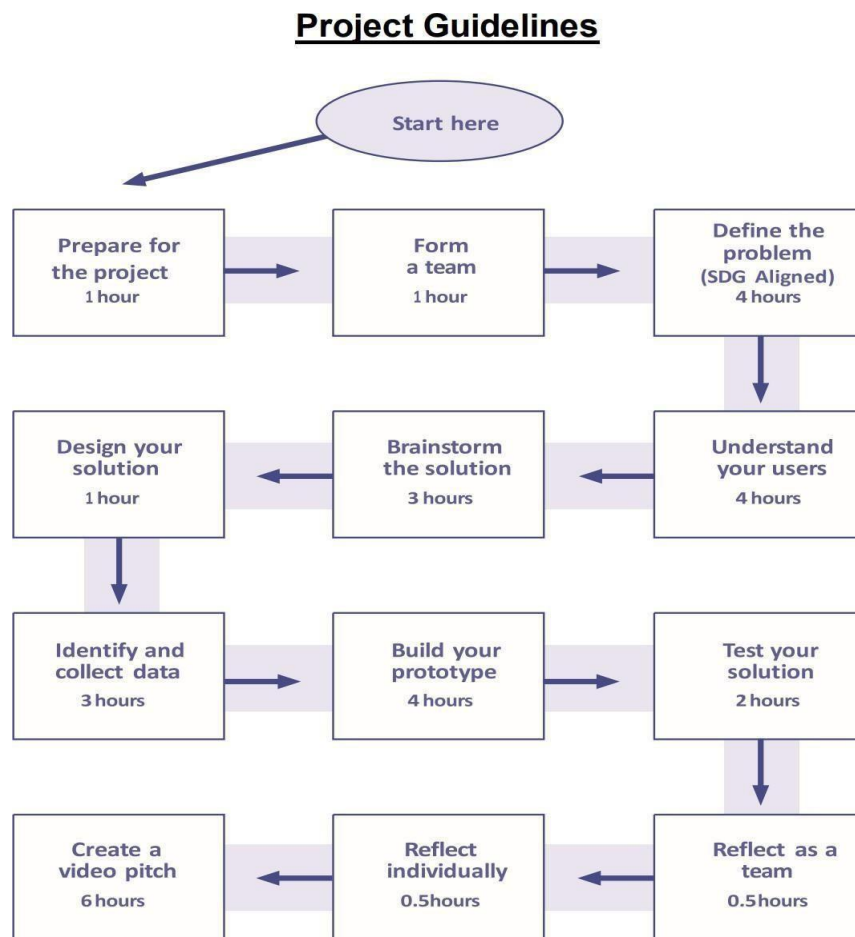 Project Guidelines
Start here
Prepare for
the project
1 hour
Form
a team
1 hour
Define the
problem
(SDG Aligned)
4 hours
Understand
your users
4 hours
Brainstorm
the solution
3 hours
Design your
solution
1 hour
Identify and
collect data
3 hours
Build your
prototype
4 hours
Test your
solution
2 hours
Reflect as a
team
0.5hours
Reflect
individually
0.5hours
Create a
video pitch
6 hours